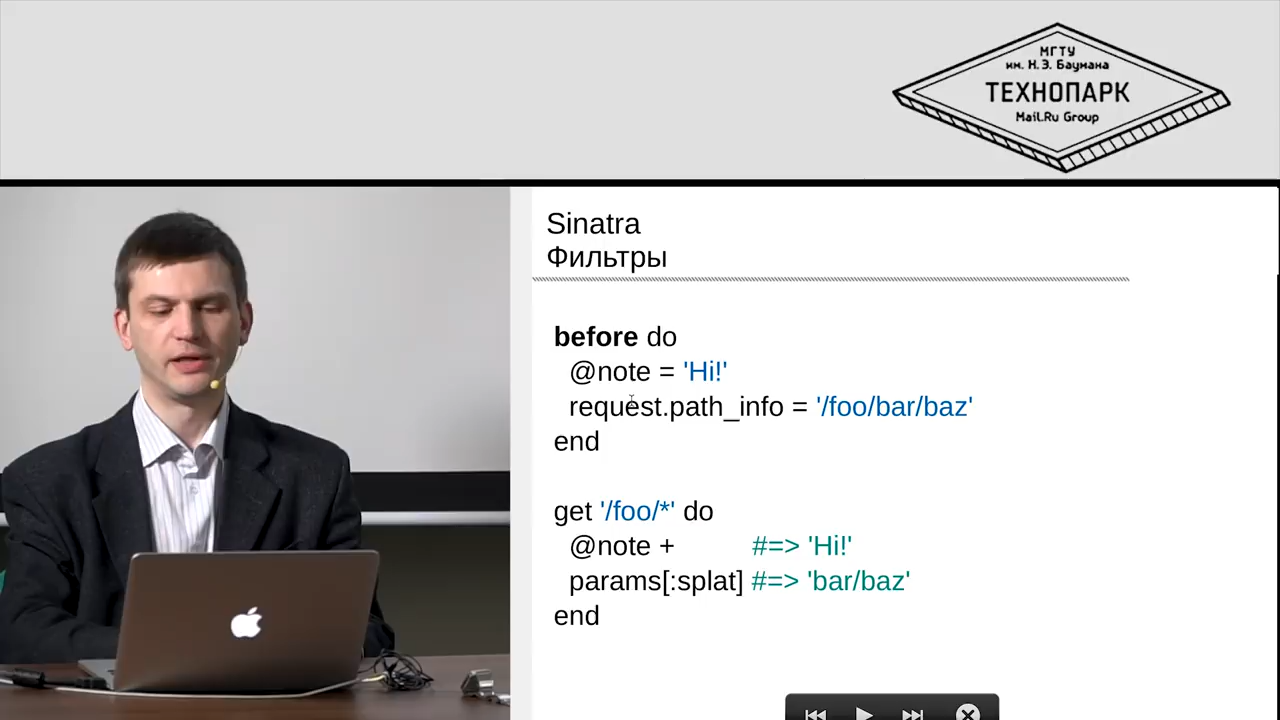 МГТУ
им. Н.Э. Баумана
ТЕХНОПАРК
Mail.Ru Group
Sinatra
Фильтры
before do
@note = 'Hi!'
request.path_info = '/foo/bar/baz'
end
get '/foo/*' do
@note + #=> 'Hi!'
params[:splat] #=> 'bar/baz'
end